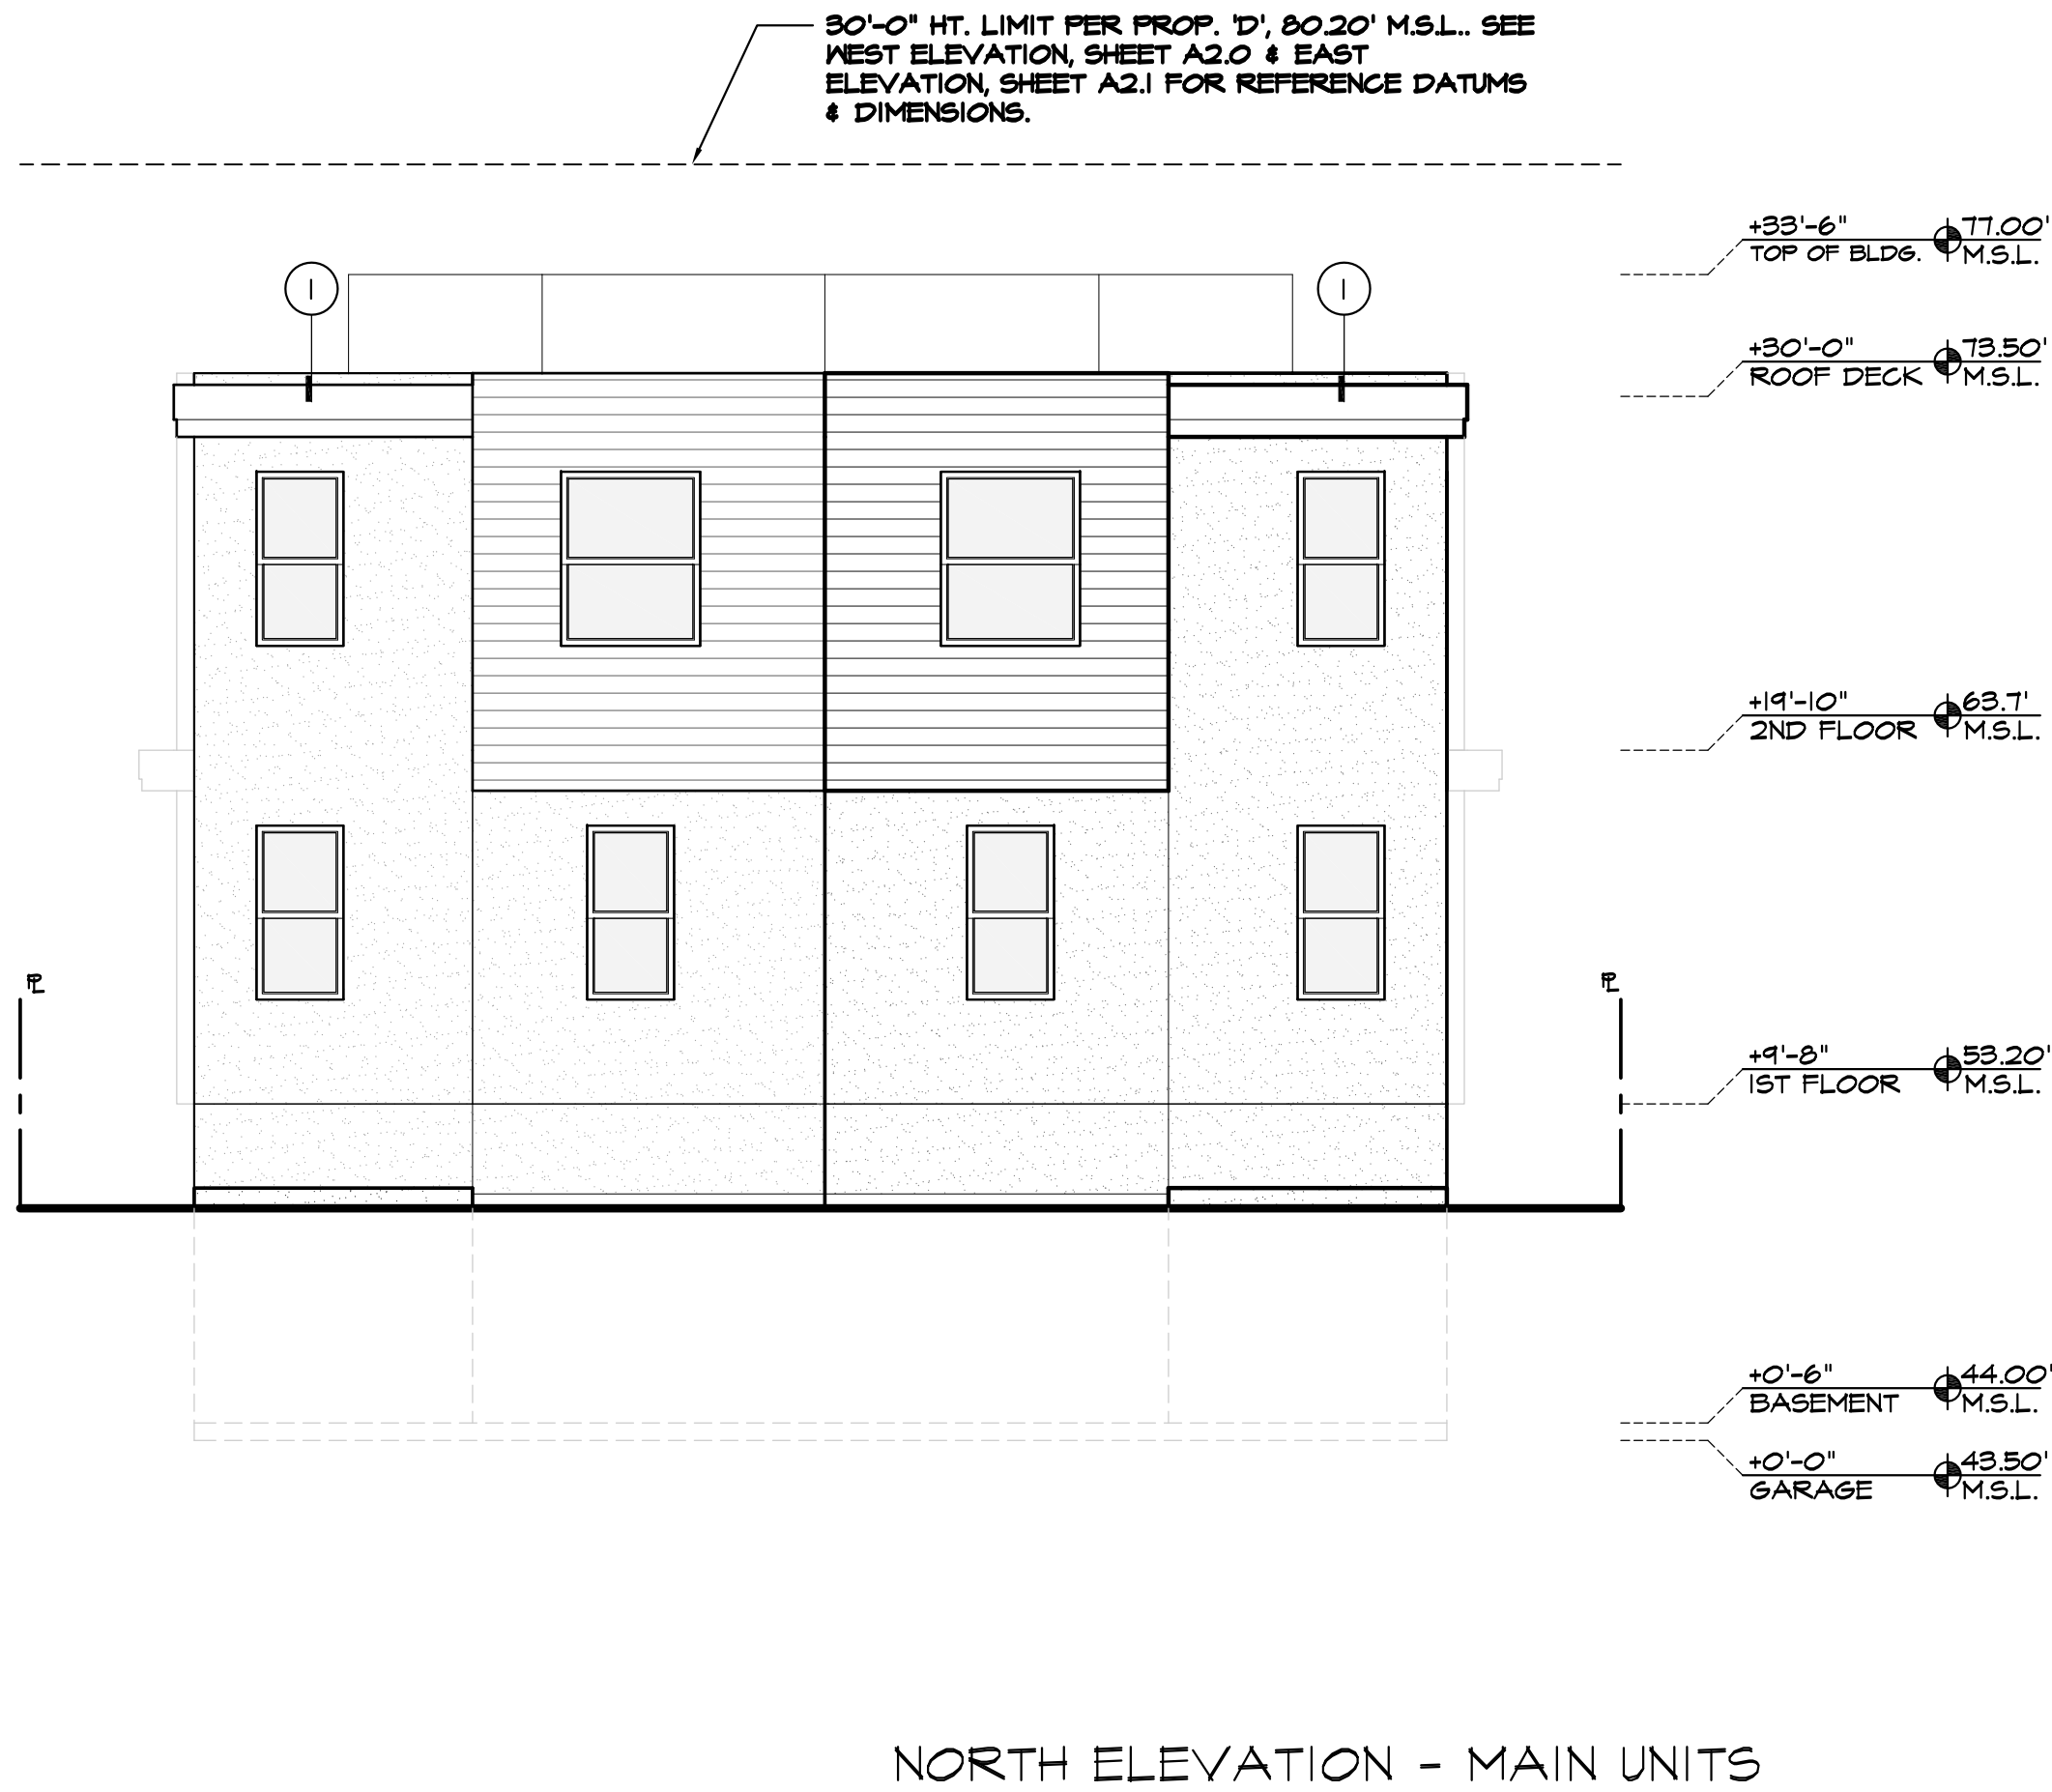 30'-0" HT. LIMIT PER PROP. 'D', 80.20' M.S.L.. SEE
WEST ELEVATION, SHEET A2.0 & EAST
ELEVATION, SHEET A2.1 FOR REFERENCE DATUMS
& DIMENSIONS.
+33'-6" 77.00'
TOP OF BLDG. M.S.L.
1 1
+30'-0" 73.50'
ROOF DECK M.S.L.
+19'-10" 63.7'
2ND FLOOR M.S.L.
PL PL
+9'-8" 53.20'
1ST FLOOR M.S.L.
+0'-6" 44.00'
BASEMENT M.S.L.
+0'-0" 43.50'
GARAGE M.S.L.
NORTH ELEVATION - MAIN UNITS